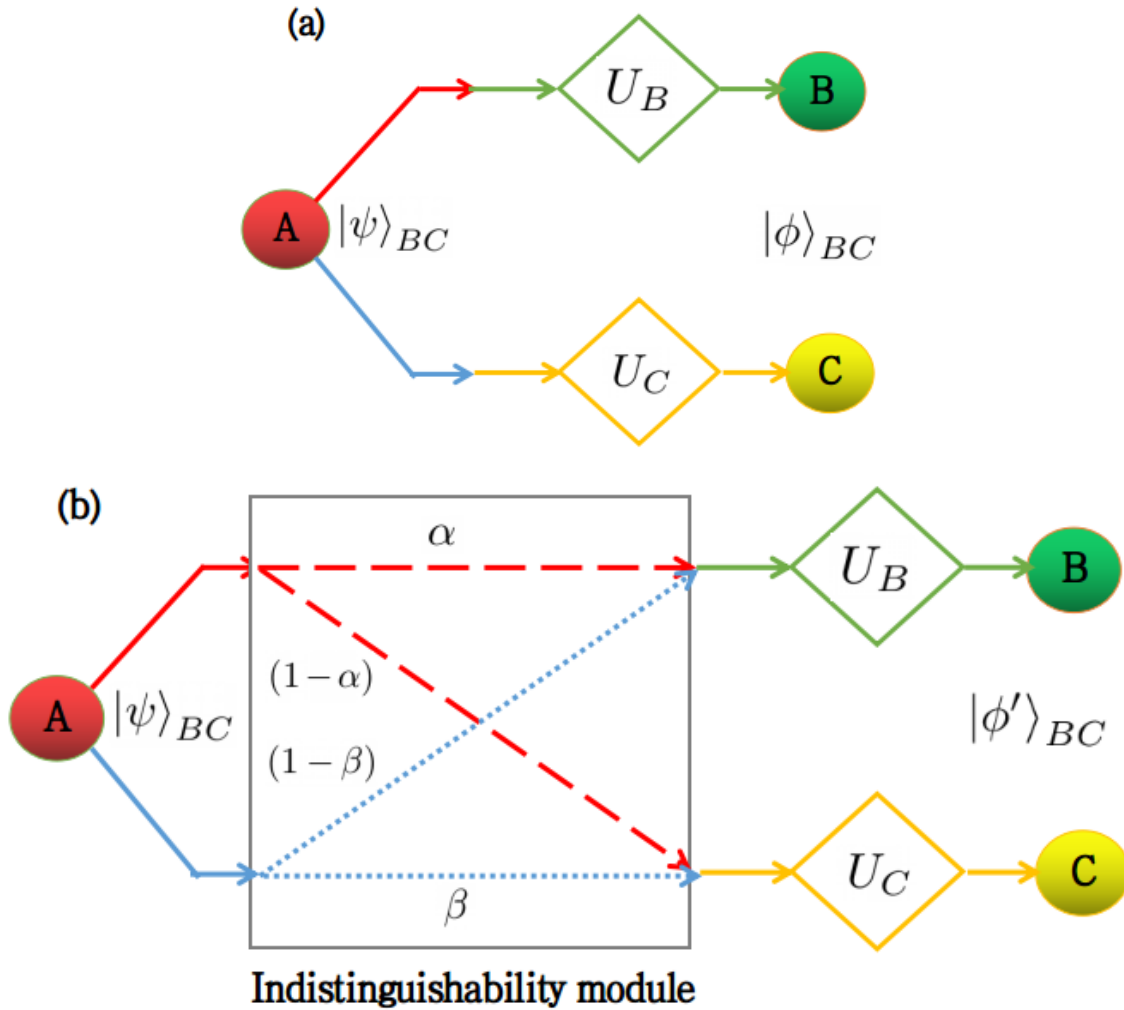 (a)
U_B
B
A
|ψ⟩_BC
|ϕ⟩_BC
U_C
C
(b)
α
U_B
B
(1−α)
A
|ψ⟩_BC
|ϕ′⟩_BC
(1−β)
U_C
C
β
Indistinguishability module